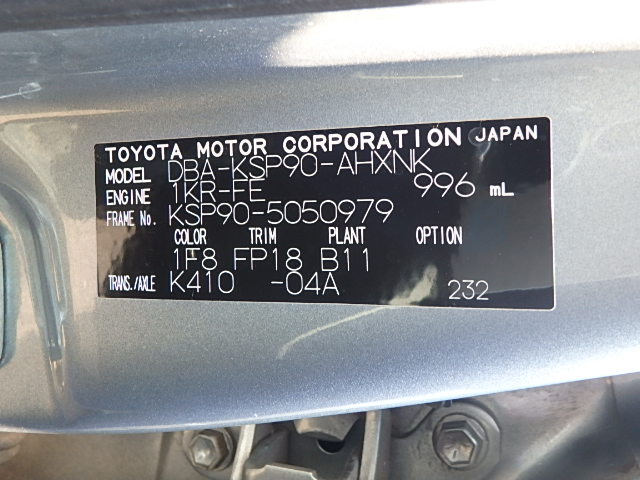 TOYOTA MOTOR CORPORATION JAPAN
MODEL DBA-KSP90-AHXNK
ENGINE 1KR-FE 996 mL
FRAME No. KSP90-5050979
COLOR TRIM PLANT OPTION
1F8 FP18 B11
TRANS./AXLE K410 -04A 232